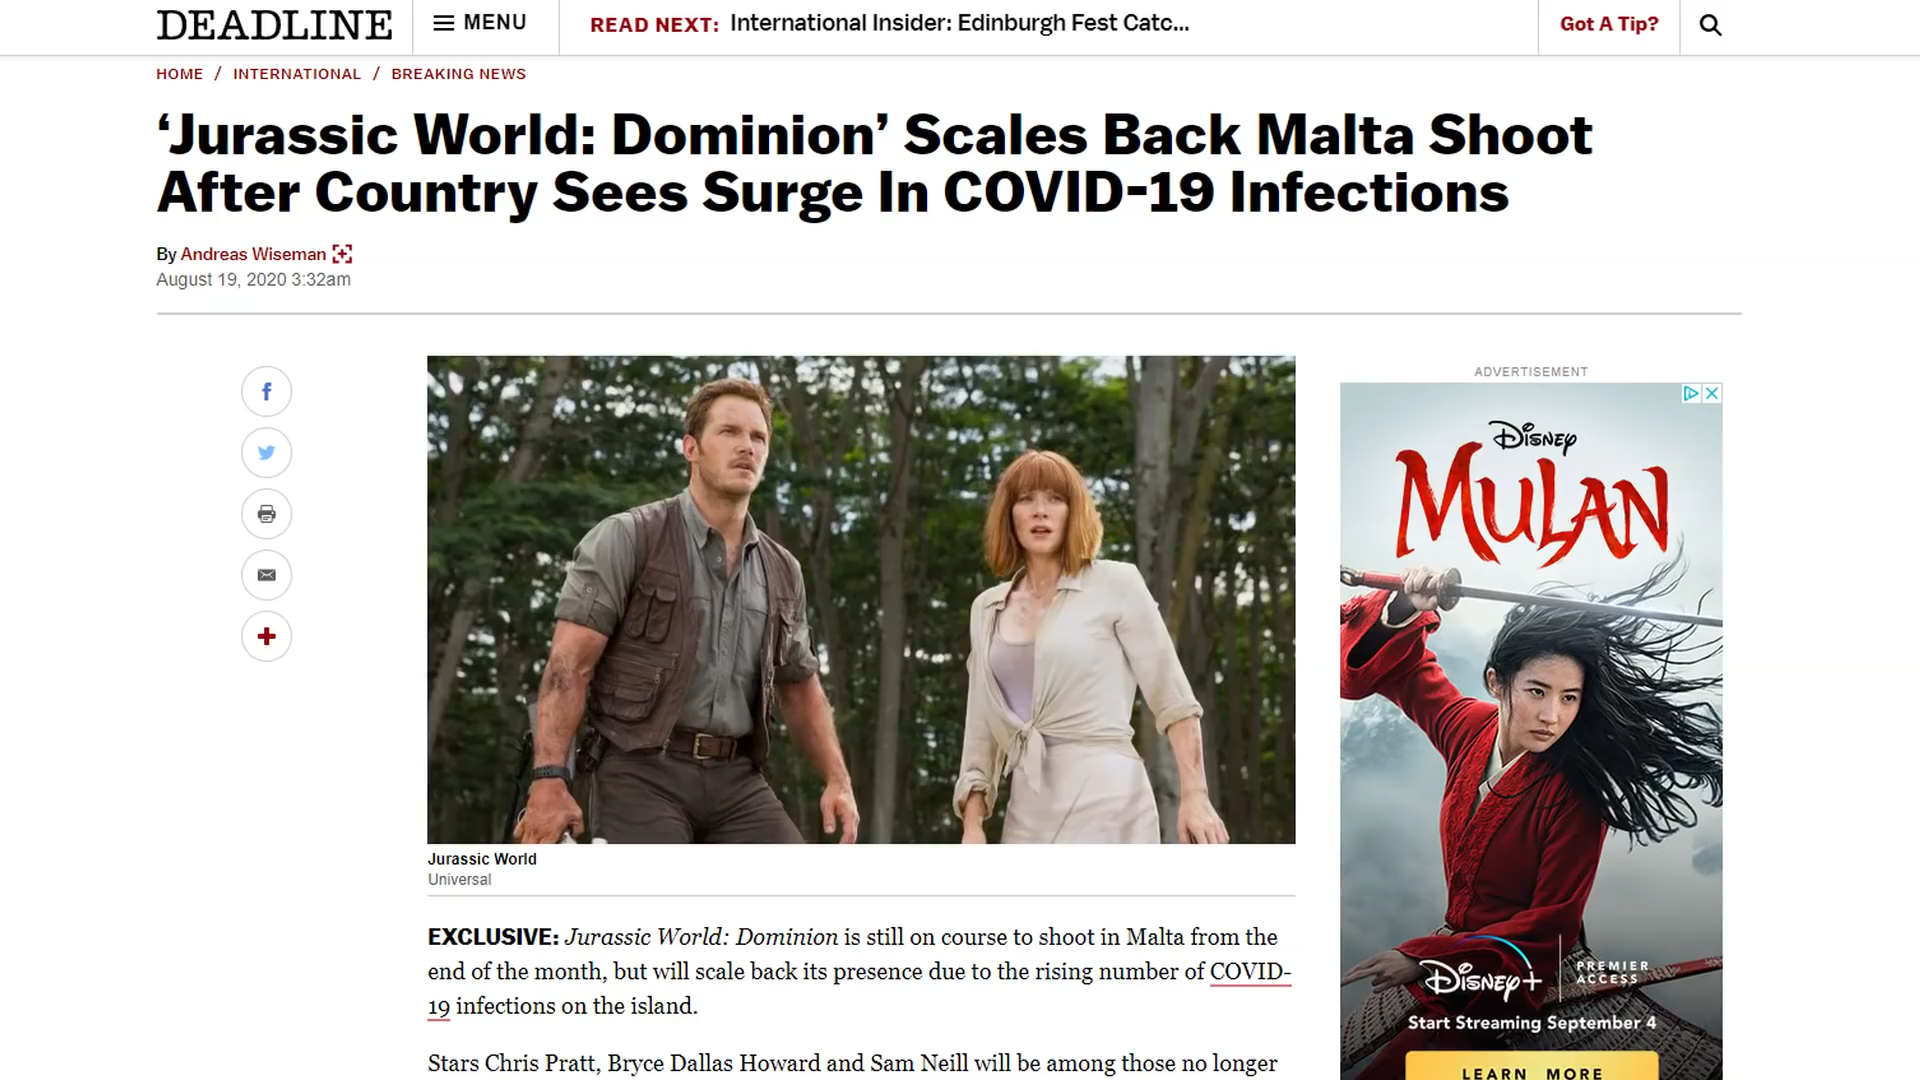 DEADLINE
MENU
READ NEXT: International Insider: Edinburgh Fest Catc...
Got A Tip?
HOME / INTERNATIONAL / BREAKING NEWS
‘Jurassic World: Dominion’ Scales Back Malta Shoot
After Country Sees Surge In COVID-19 Infections
By Andreas Wiseman
August 19, 2020 3:32am
ADVERTISEMENT
Disney
MULAN
Jurassic World
Universal
EXCLUSIVE: Jurassic World: Dominion is still on course to shoot in Malta from the
end of the month, but will scale back its presence due to the rising number of COVID-
19 infections on the island.
Stars Chris Pratt, Bryce Dallas Howard and Sam Neill will be among those no longer
Disney+ PREMIER
ACCESS
Start Streaming September 4
LEARN MORE